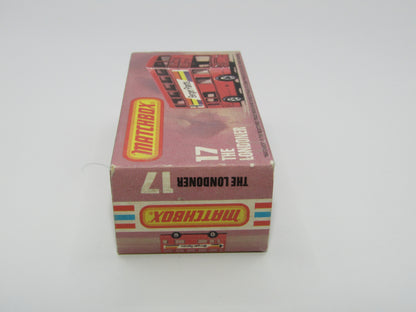 MATCHBOX
17
THE
LONDONER
17 THE LONDONER
MATCHBOX